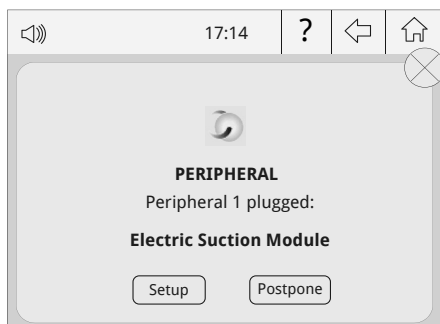 17:14
?
PERIPHERAL
Peripheral 1 plugged:
Electric Suction Module
Setup
Postpone